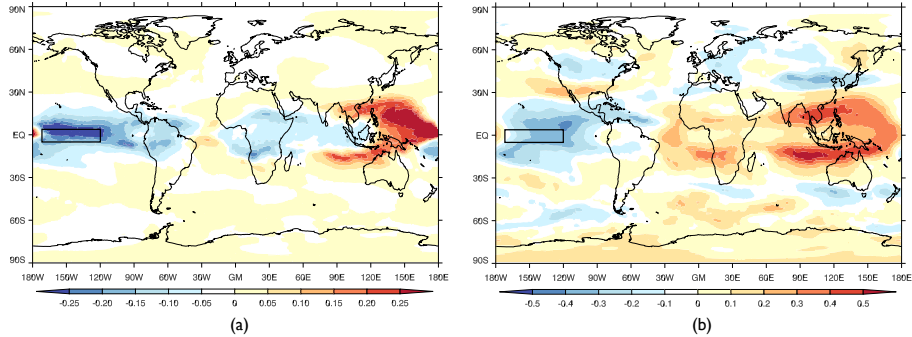 90N
60N
30N
EQ
30S
60S
90S
180W 150W 120W 90W 60W 30W GM 30E 60E 90E 120E 150E 180E
-0.25 -0.20 -0.15 -0.10 -0.05 0 0.05 0.10 0.15 0.20 0.25
(a)
90N
60N
30N
EQ
30S
60S
90S
180W 150W 120W 90W 60W 30W GM 30E 60E 90E 120E 150E 180E
-0.5 -0.4 -0.3 -0.2 -0.1 0 0.1 0.2 0.3 0.4 0.5
(b)